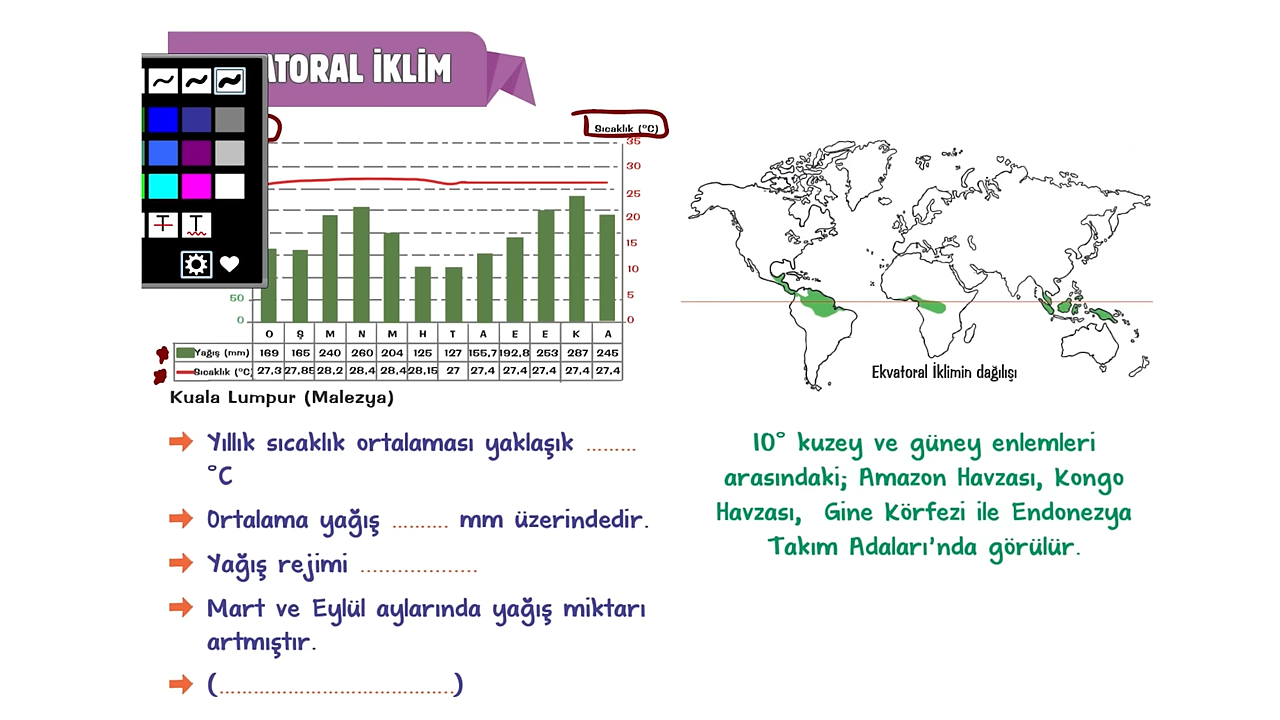 ATORAL İKLİM
Sıcaklık (°C)
35
30
25
20
15
10
50 5
0 0
O Ş M N M H T A E E K A
Yağış (mm) 169 165 240 260 204 125 127 155,7 192,8 253 287 245
Sıcaklık (°C) 27,3 27,85 28,2 28,4 28,4 28,15 27 27,4 27,4 27,4 27,4 27,4
Kuala Lumpur (Malezya)
Ekvatoral İklimin dağılışı
Yıllık sıcaklık ortalaması yaklaşık .........
°C
Ortalama yağış ......... mm üzerindedir.
Yağış rejimi ...................
Mart ve Eylül aylarında yağış miktarı
artmıştır.
(..................................)
10° kuzey ve güney enlemleri
arasındaki; Amazon Havzası, Kongo
Havzası, Gine Körfezi ile Endonezya
Takım Adaları'nda görülür.